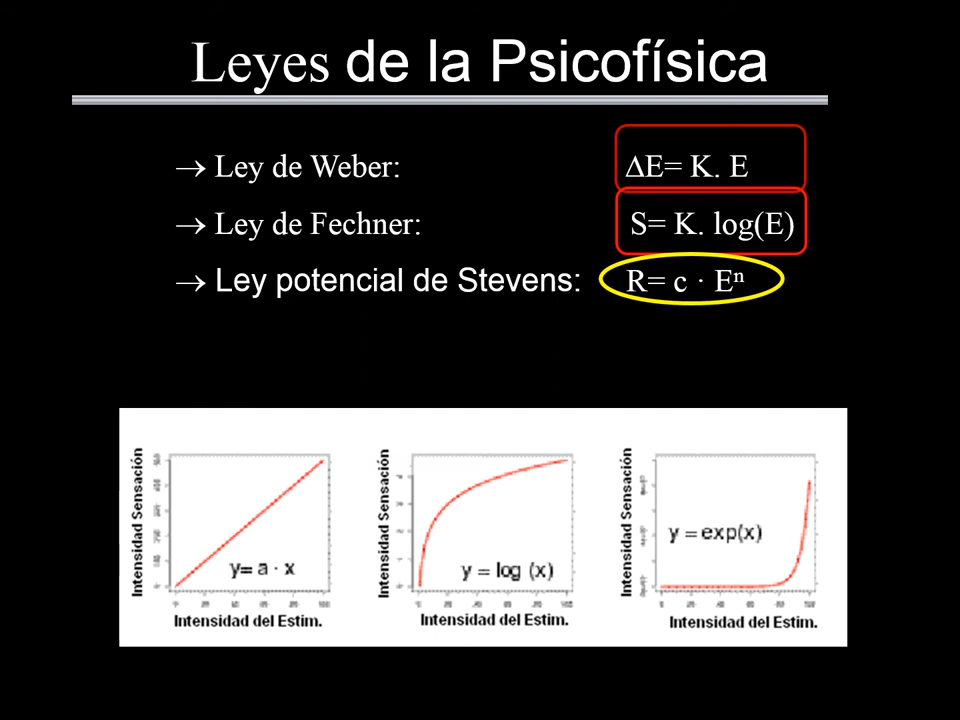 Leyes de la Psicofísica
→ Ley de Weber: ΔE= K. E
→ Ley de Fechner: S= K. log(E)
→ Ley potencial de Stevens: R= c · Eⁿ
Intensidad Sensación
y= a · x
Intensidad del Estim.
Intensidad Sensación
y = log (x)
Intensidad del Estim.
Intensidad Sensación
y = exp(x)
Intensidad del Estim.